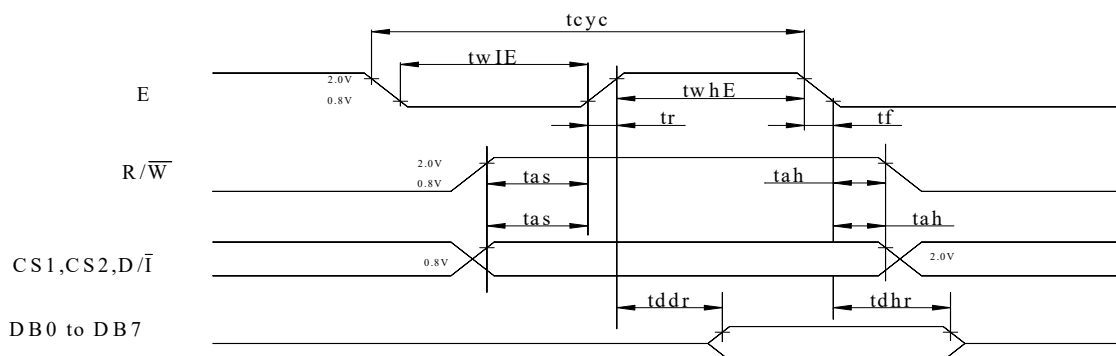 tcyc
twlE
E
2.0V
0.8V
twhE
tr
tf
R/W̅
2.0V
0.8V
tas
tah
tas
tah
CS1,CS2,D/I̅
0.8V
2.0V
tddr
tdhr
DB0 to DB7